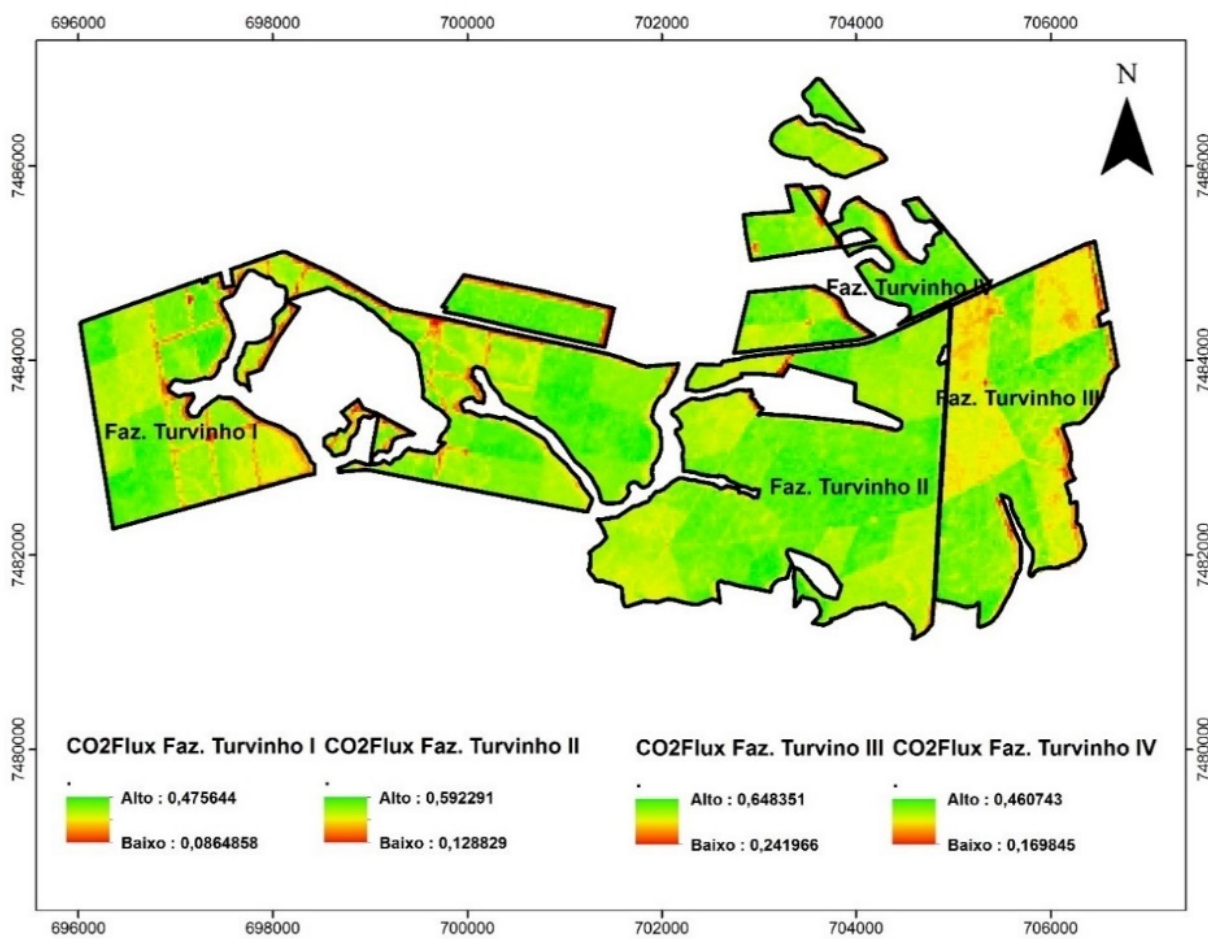 696000 698000 700000 702000 704000 706000
N
7486000 7486000
Faz. Turvinho IV
7484000 7484000
Faz. Turvinho III
Faz. Turvinho I
Faz. Turvinho II
7482000 7482000
7480000 7480000
CO2Flux Faz. Turvinho I CO2Flux Faz. Turvinho II CO2Flux Faz. Turvino III CO2Flux Faz. Turvinho IV
Alto : 0,475644 Alto : 0,592291 Alto : 0,648351 Alto : 0,460743
Baixo : 0,0864858 Baixo : 0,128829 Baixo : 0,241966 Baixo : 0,169845
696000 698000 700000 702000 704000 706000